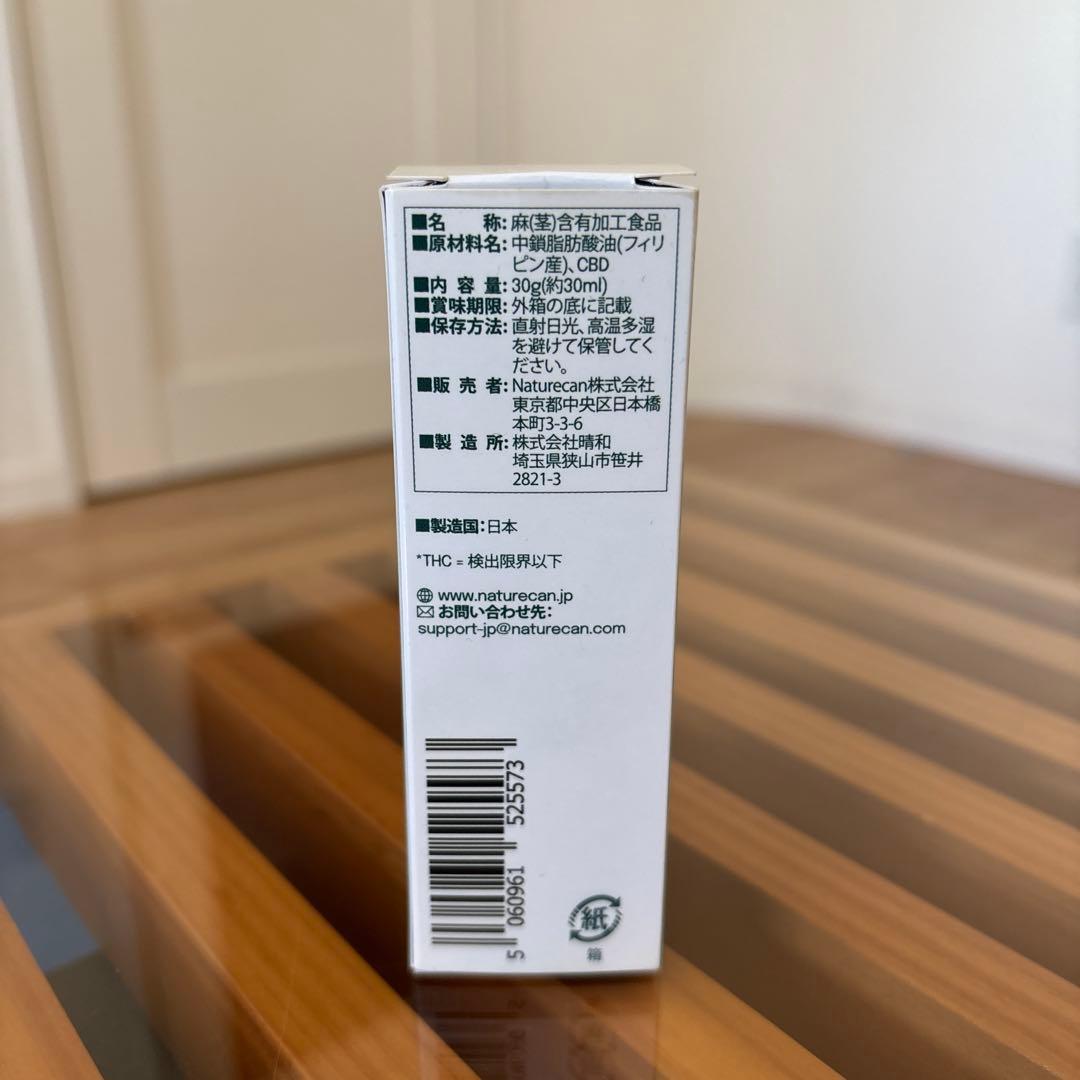 ■名 称:麻(茎)含有加工食品
■原材料名:中鎖脂肪酸油(フィリ
ピン産)、CBD
■内 容 量:30g(約30ml)
■賞味期限:外箱の底に記載
■保存方法:直射日光、高温多湿
を避けて保管してく
ださい。
■販 売 者:Naturecan株式会社
東京都中央区日本橋
本町3-3-6
■製 造 所:株式会社晴和
埼玉県狭山市笹井
2821-3
■製造国:日本
*THC = 検出限界以下
www.naturecan.jp
お問い合わせ先:
support-jp@naturecan.com
5 060961 525573
紙
箱